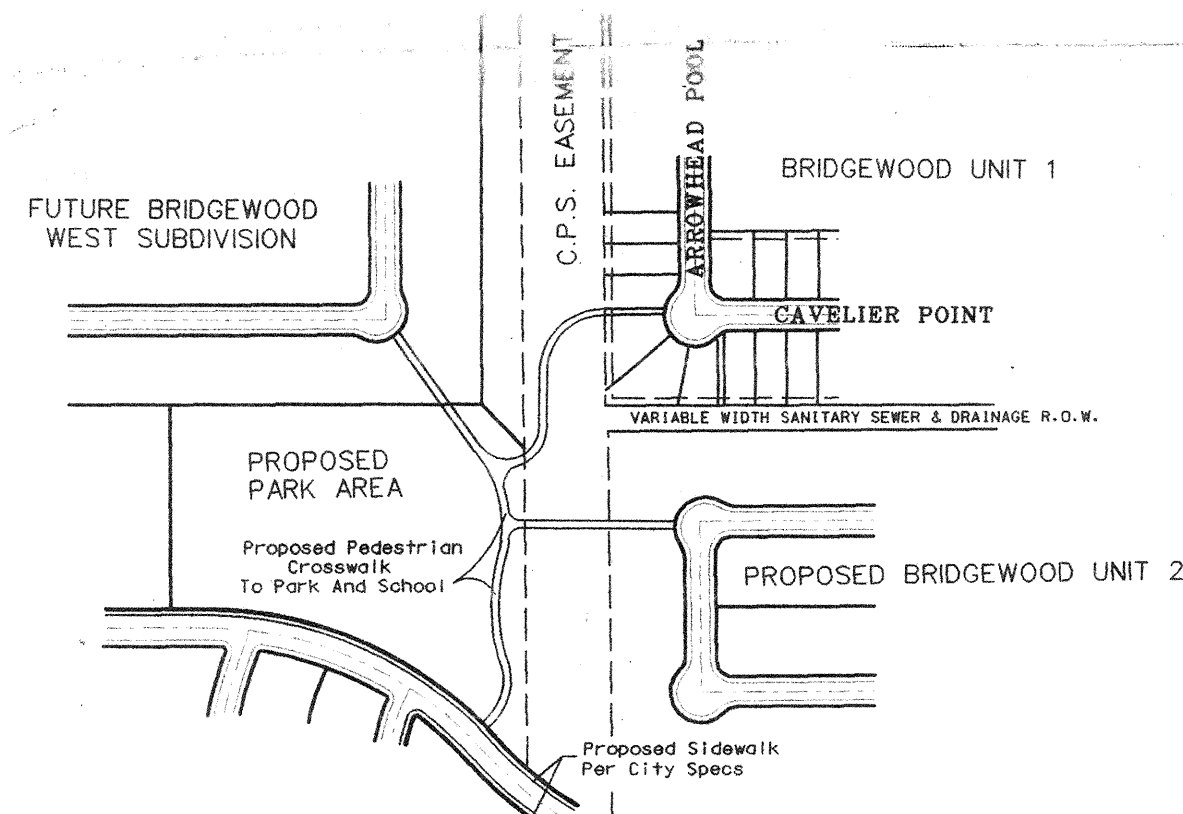 C.P.S. EASEMENT
ARROWHEAD POOL
BRIDGEWOOD UNIT 1
FUTURE BRIDGEWOOD
WEST SUBDIVISION
CAVELIER POINT
VARIABLE WIDTH SANITARY SEWER & DRAINAGE R.O.W.
PROPOSED
PARK AREA
Proposed Pedestrian
Crosswalk
To Park And School
PROPOSED BRIDGEWOOD UNIT 2
Proposed Sidewalk
Per City Specs